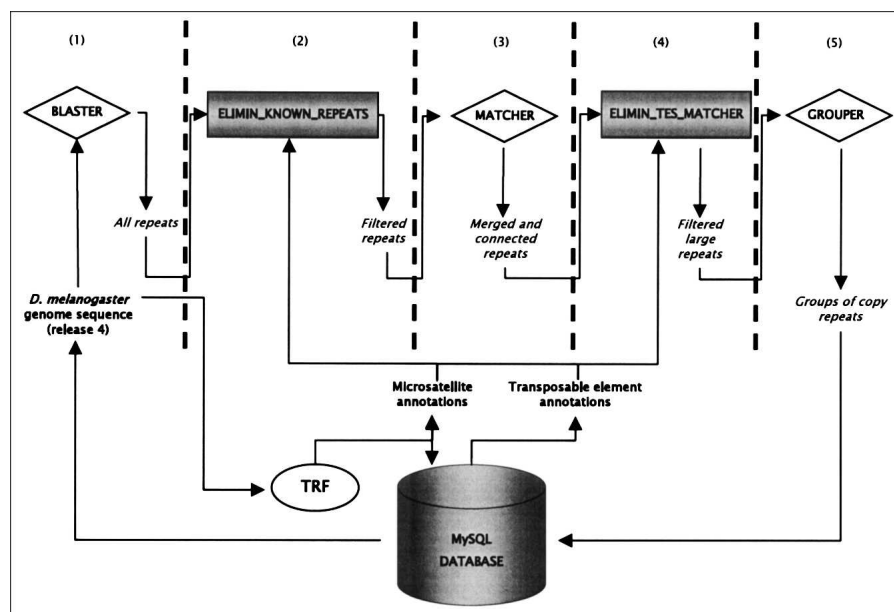 (1)
(2)
(3)
(4)
(5)
BLASTER
ELIMIN_KNOWN_REPEATS
MATCHER
ELIMIN_TES_MATCHER
GROUPER
All repeats
Filtered
repeats
Merged and
connected
repeats
Filtered
large
repeats
Groups of copy
repeats
D. melanogaster
genome sequence
(release 4)
Microsatellite
annotations
Transposable element
annotations
TRF
MySQL
DATABASE